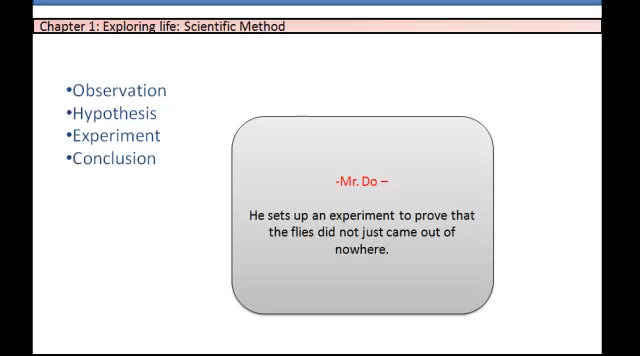 Chapter 1: Exploring life: Scientific Method
•Observation
•Hypothesis
•Experiment
•Conclusion
-Mr. Do –
He sets up an experiment to prove that
the flies did not just came out of
nowhere.